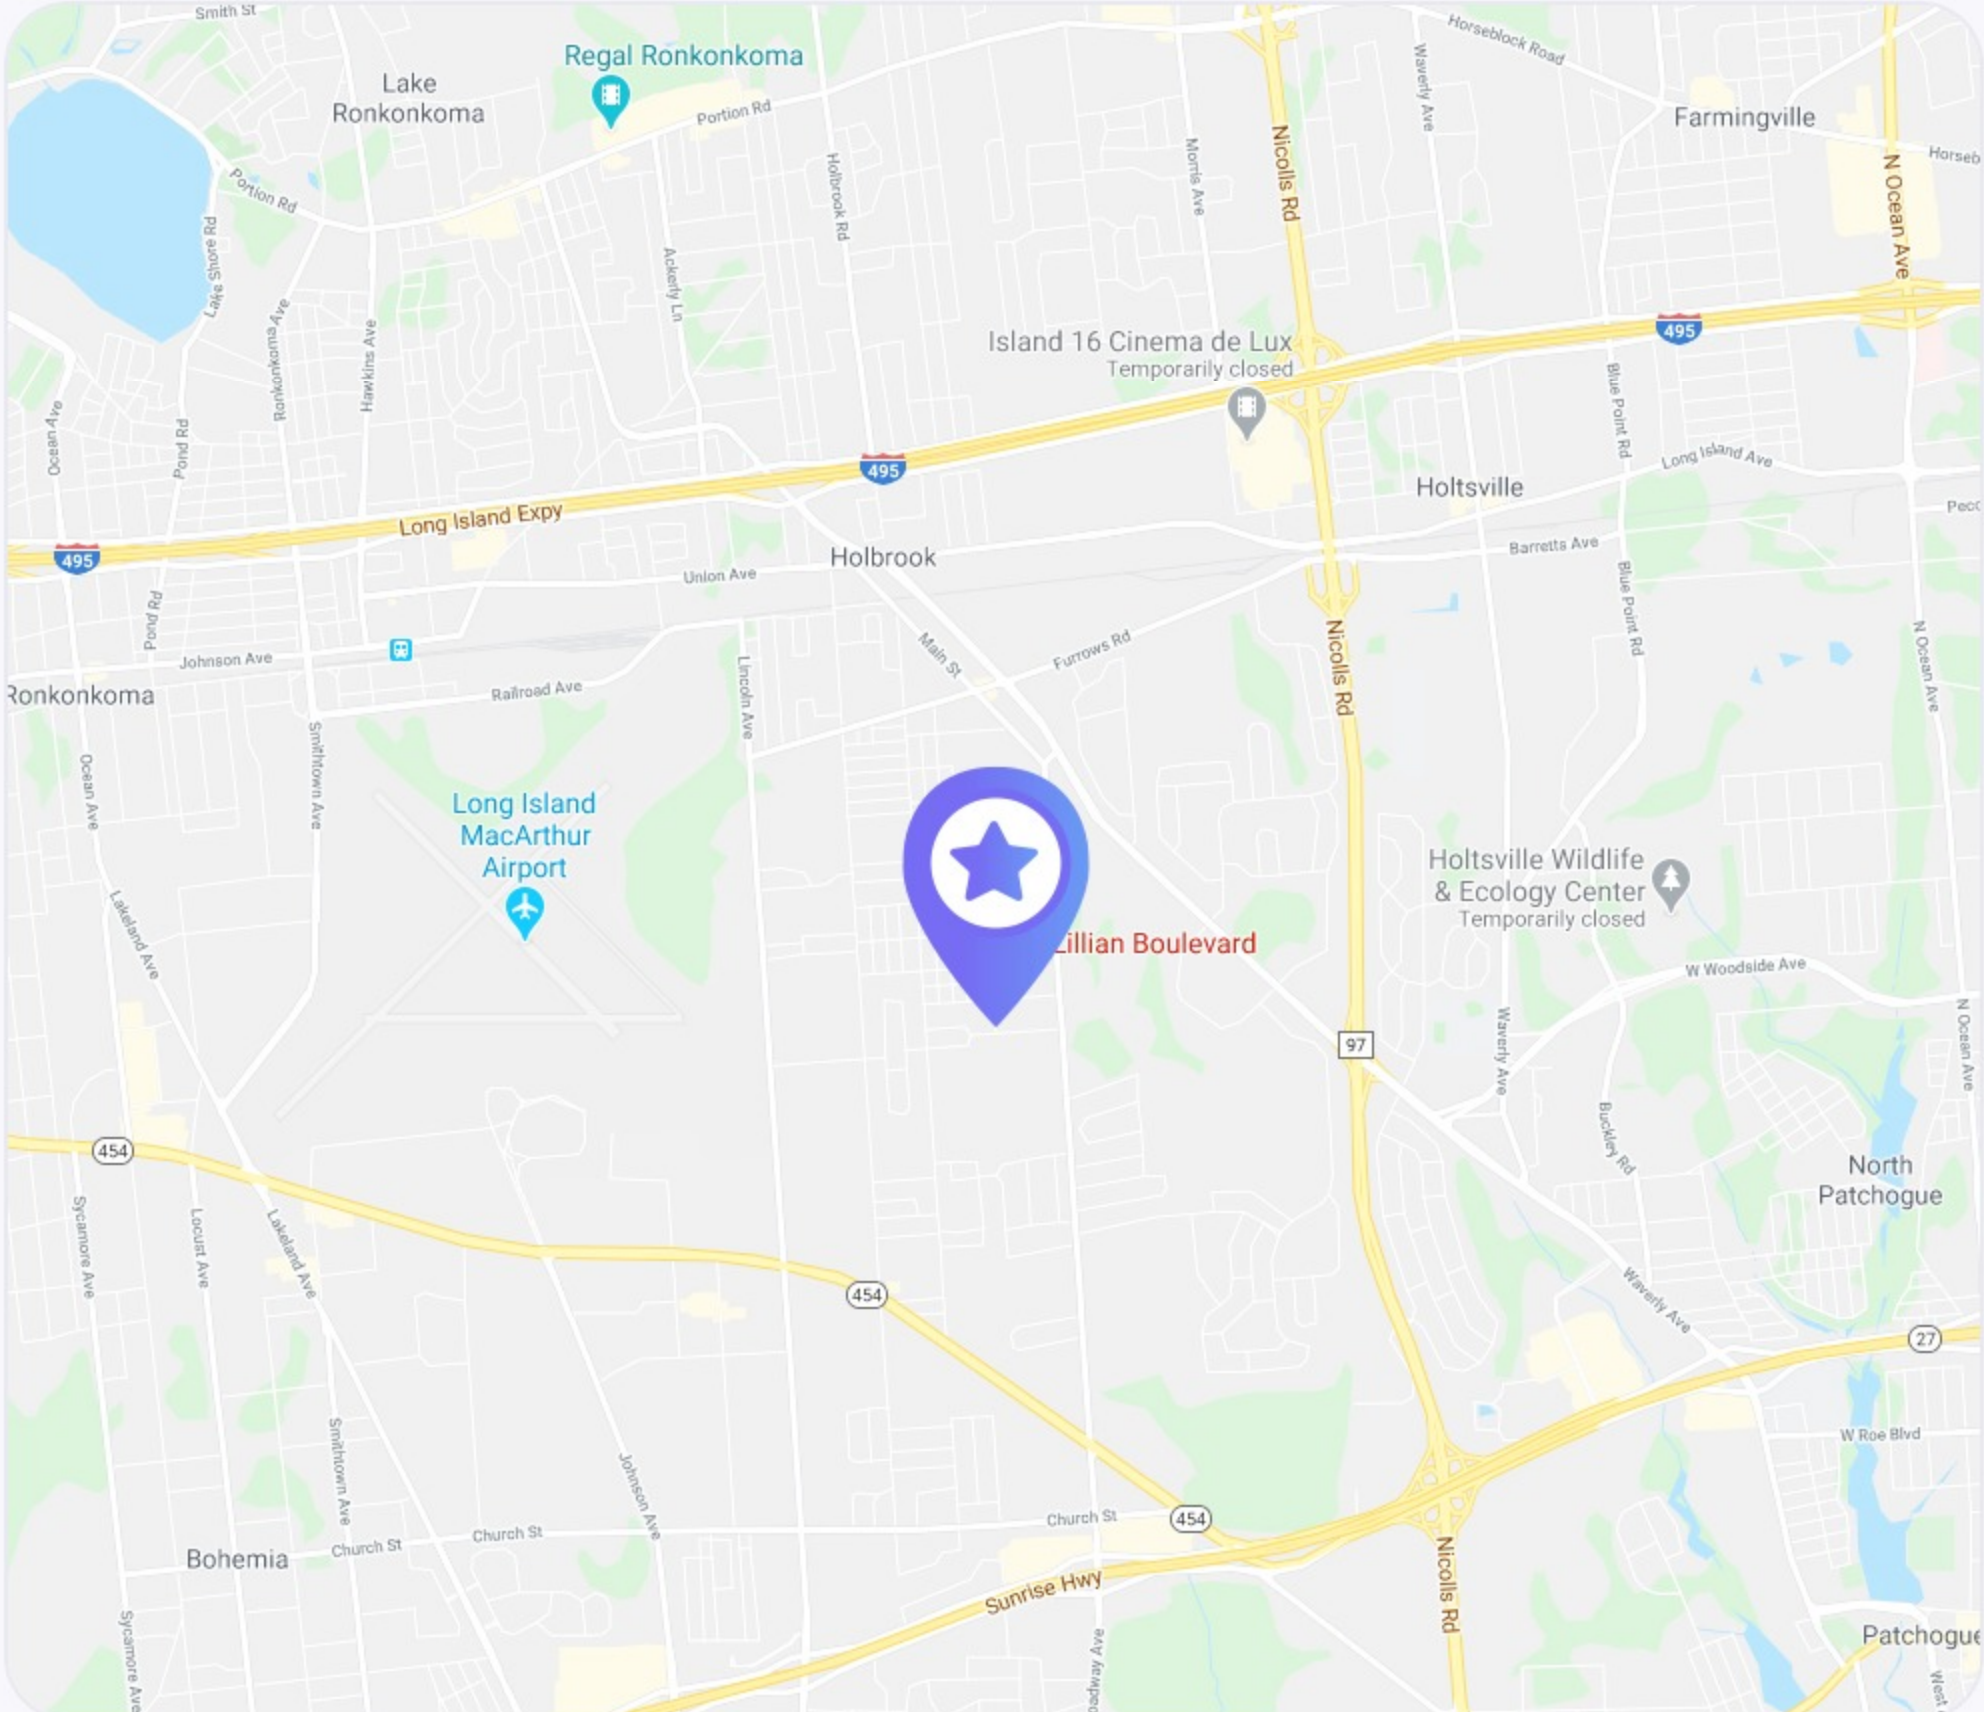 Smith St
Horseblock Road
Regal Ronkonkoma
Lake
Ronkonkoma
Portion Rd
Farmingville
Waverly Ave
Nicolls Rd
Morris Ave
Holbrook Rd
Horseb
N Ocean Ave
Portion Rd
Lake Shore Rd
Ackerly Ln
Ronkonkoma Ave
Hawkins Ave
Island 16 Cinema de Lux
Temporarily closed
495
Blue Point Rd
Ocean Ave
Pond Rd
495
Long Island Ave
Holtsville
Long Island Expy
Peco
495
Holbrook
Barretts Ave
Union Ave
Blue Point Rd
Pond Rd
Main St
Furrows Rd
Nicolls Rd
N Ocean Ave
Johnson Ave
Ronkonkoma
Railroad Ave
Lincoln Ave
Smithtown Ave
Ocean Ave
Long Island
MacArthur
Airport
Holtsville Wildlife
& Ecology Center
Temporarily closed
Lakeland Ave
Lillian Boulevard
W Woodside Ave
97
Waverly Ave
N Ocean Ave
454
Buckley Rd
North
Patchogue
Sycamore Ave
Locust Ave
Lakeland Ave
454
Waverly Ave
27
Smithtown Ave
Johnson Ave
W Roe Blvd
Church St
454
Church St
Church St
Bohemia
Nicolls Rd
Sunrise Hwy
Sycamore Ave
oadway Ave
Patchogue
West